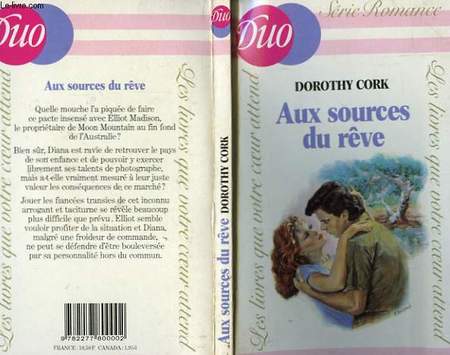 Le-livre.com
Duo
Aux sources du rêve
Quelle mouche l'a piquée de faire
ce pacte insensé avec Elliot Madison,
le propriétaire de Moon Mountain au fin fond
de l'Australie?
Bien sûr, Diana est ravie de retrouver le pays
de son enfance et de pouvoir y exercer
librement ses talents de photographe,
mais a-t-elle vraiment mesuré à leur juste
valeur les conséquences de ce marché?
Jouer les fiancées transies de cet inconnu
arrogant et taciturne se révèle beaucoup
plus difficile que prévu. Elliot semble
vouloir profiter de la situation et Diana,
malgré une froideur de commande,
ne peut se défendre d'être bouleversée
par sa personnalité hors du commun.
9 782277 800002
Les livres que votre cœur attend
Aux sources du rêve DOROTHY CORK
Duo
Série Romance
DOROTHY CORK
Aux sources
du rêve
Les livres que votre cœur attend